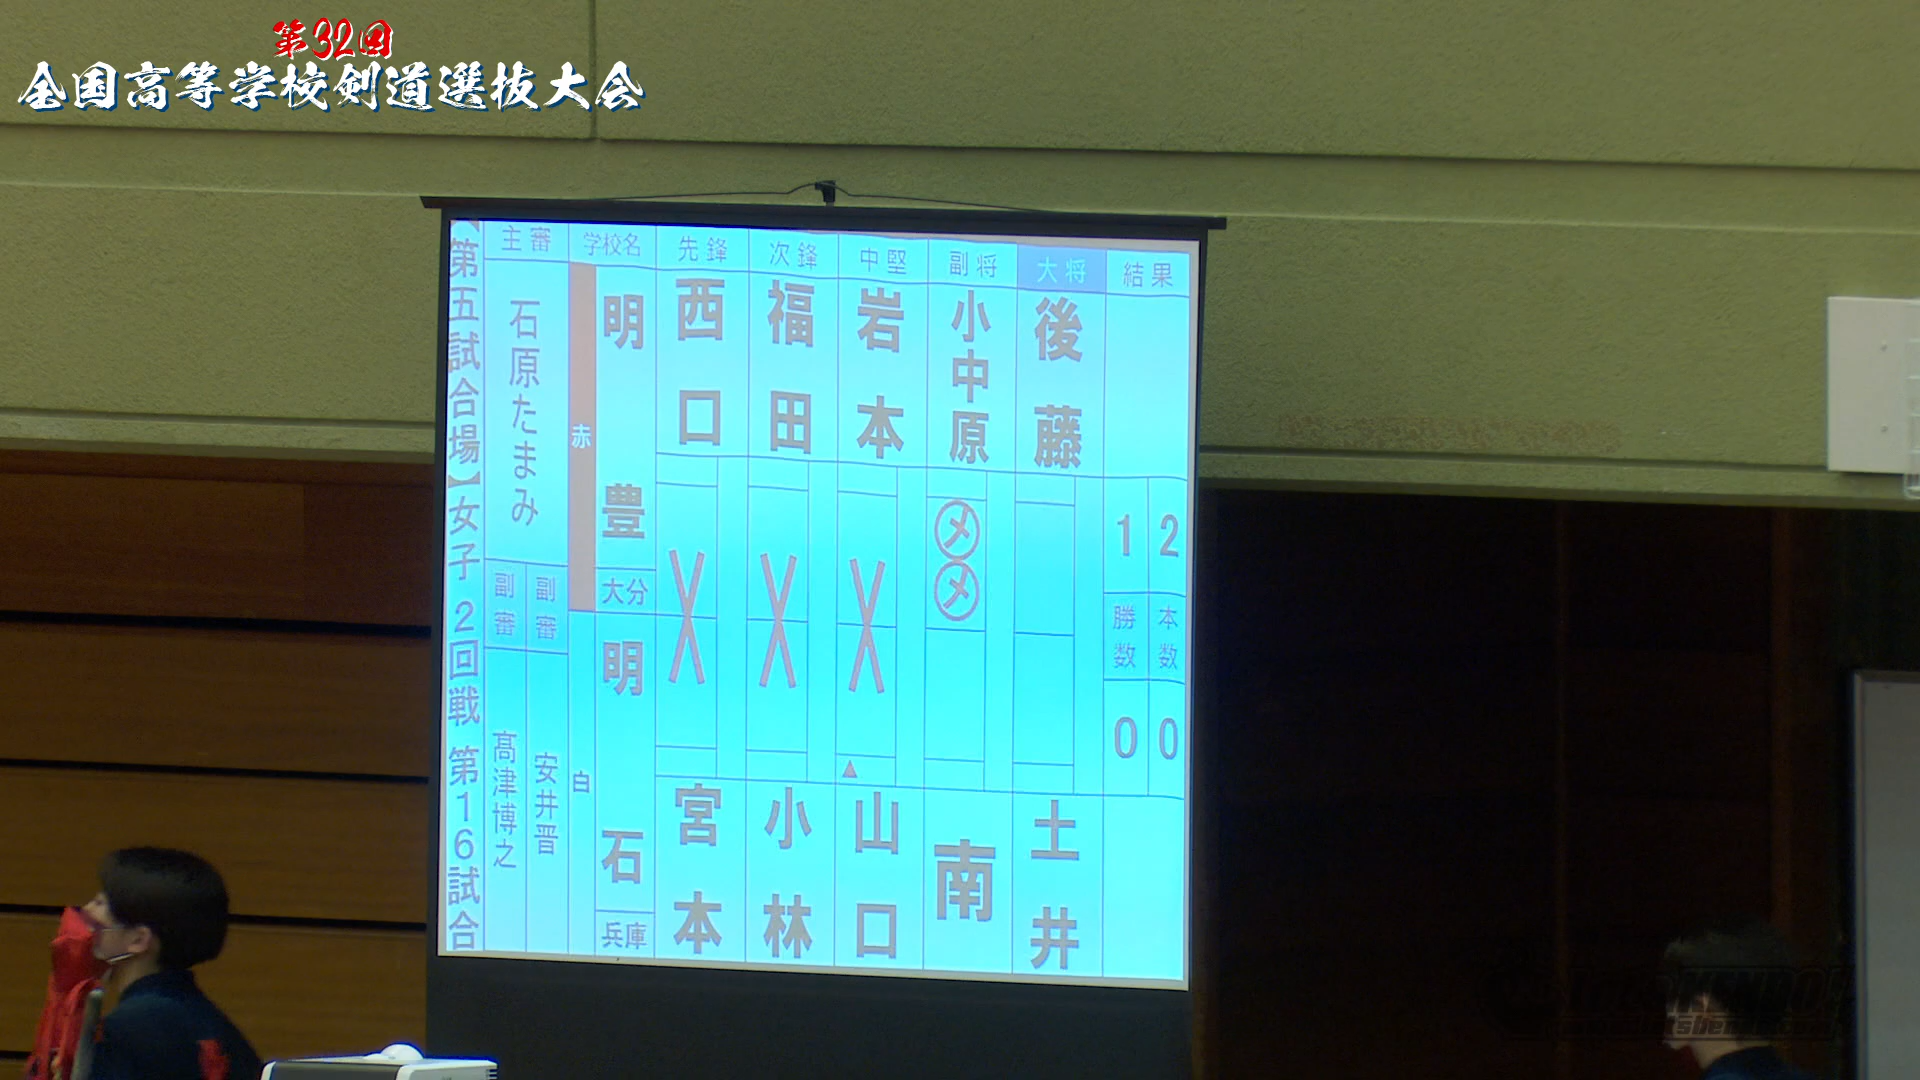 第32回
全国高等学校剣道選抜大会
【第五試合場】女子 2回戦 第16試合
主審 学校名 先鋒 次鋒 中堅 副将 大将 結果
石原たまみ
副審 副審
髙津博之
安井晋
赤
明豊
大分
西口
福田
岩本
小中原
後藤
メ
メ
1 2
勝数 本数
0 0
白
明石
兵庫
宮本
小林
▲
山口
南
土井